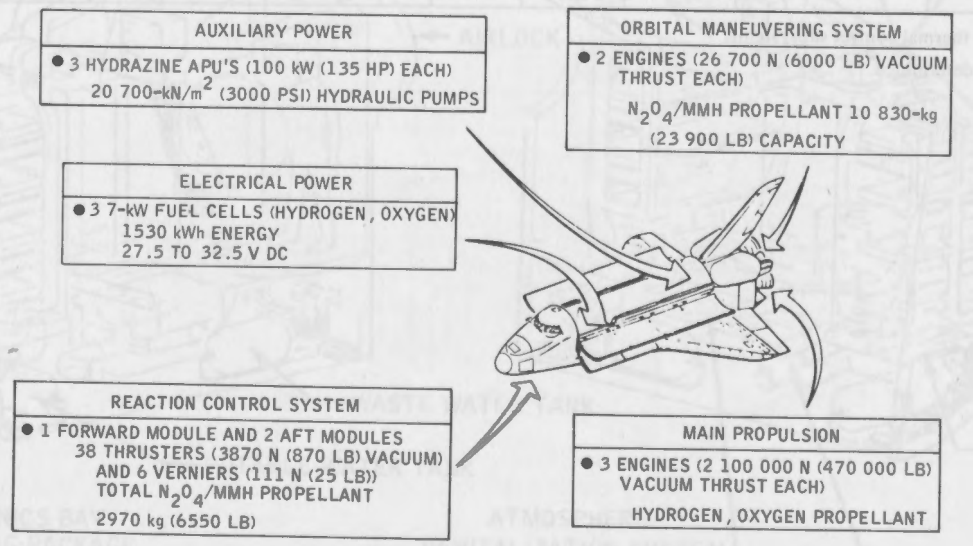 AUXILIARY POWER
● 3 HYDRAZINE APU'S (100 kW (135 HP) EACH)
20 700-kN/m² (3000 PSI) HYDRAULIC PUMPS
ORBITAL MANEUVERING SYSTEM
● 2 ENGINES (26 700 N (6000 LB) VACUUM
THRUST EACH)
N₂O₄/MMH PROPELLANT 10 830-kg
(23 900 LB) CAPACITY
ELECTRICAL POWER
● 3 7-kW FUEL CELLS (HYDROGEN, OXYGEN)
1530 kWh ENERGY
27.5 TO 32.5 V DC
REACTION CONTROL SYSTEM
● 1 FORWARD MODULE AND 2 AFT MODULES
38 THRUSTERS (3870 N (870 LB) VACUUM)
AND 6 VERNIERS (111 N (25 LB))
TOTAL N₂O₄/MMH PROPELLANT
2970 kg (6550 LB)
MAIN PROPULSION
● 3 ENGINES (2 100 000 N (470 000 LB)
VACUUM THRUST EACH)
HYDROGEN, OXYGEN PROPELLANT
AIRLOCK
WASTE WATER TANK